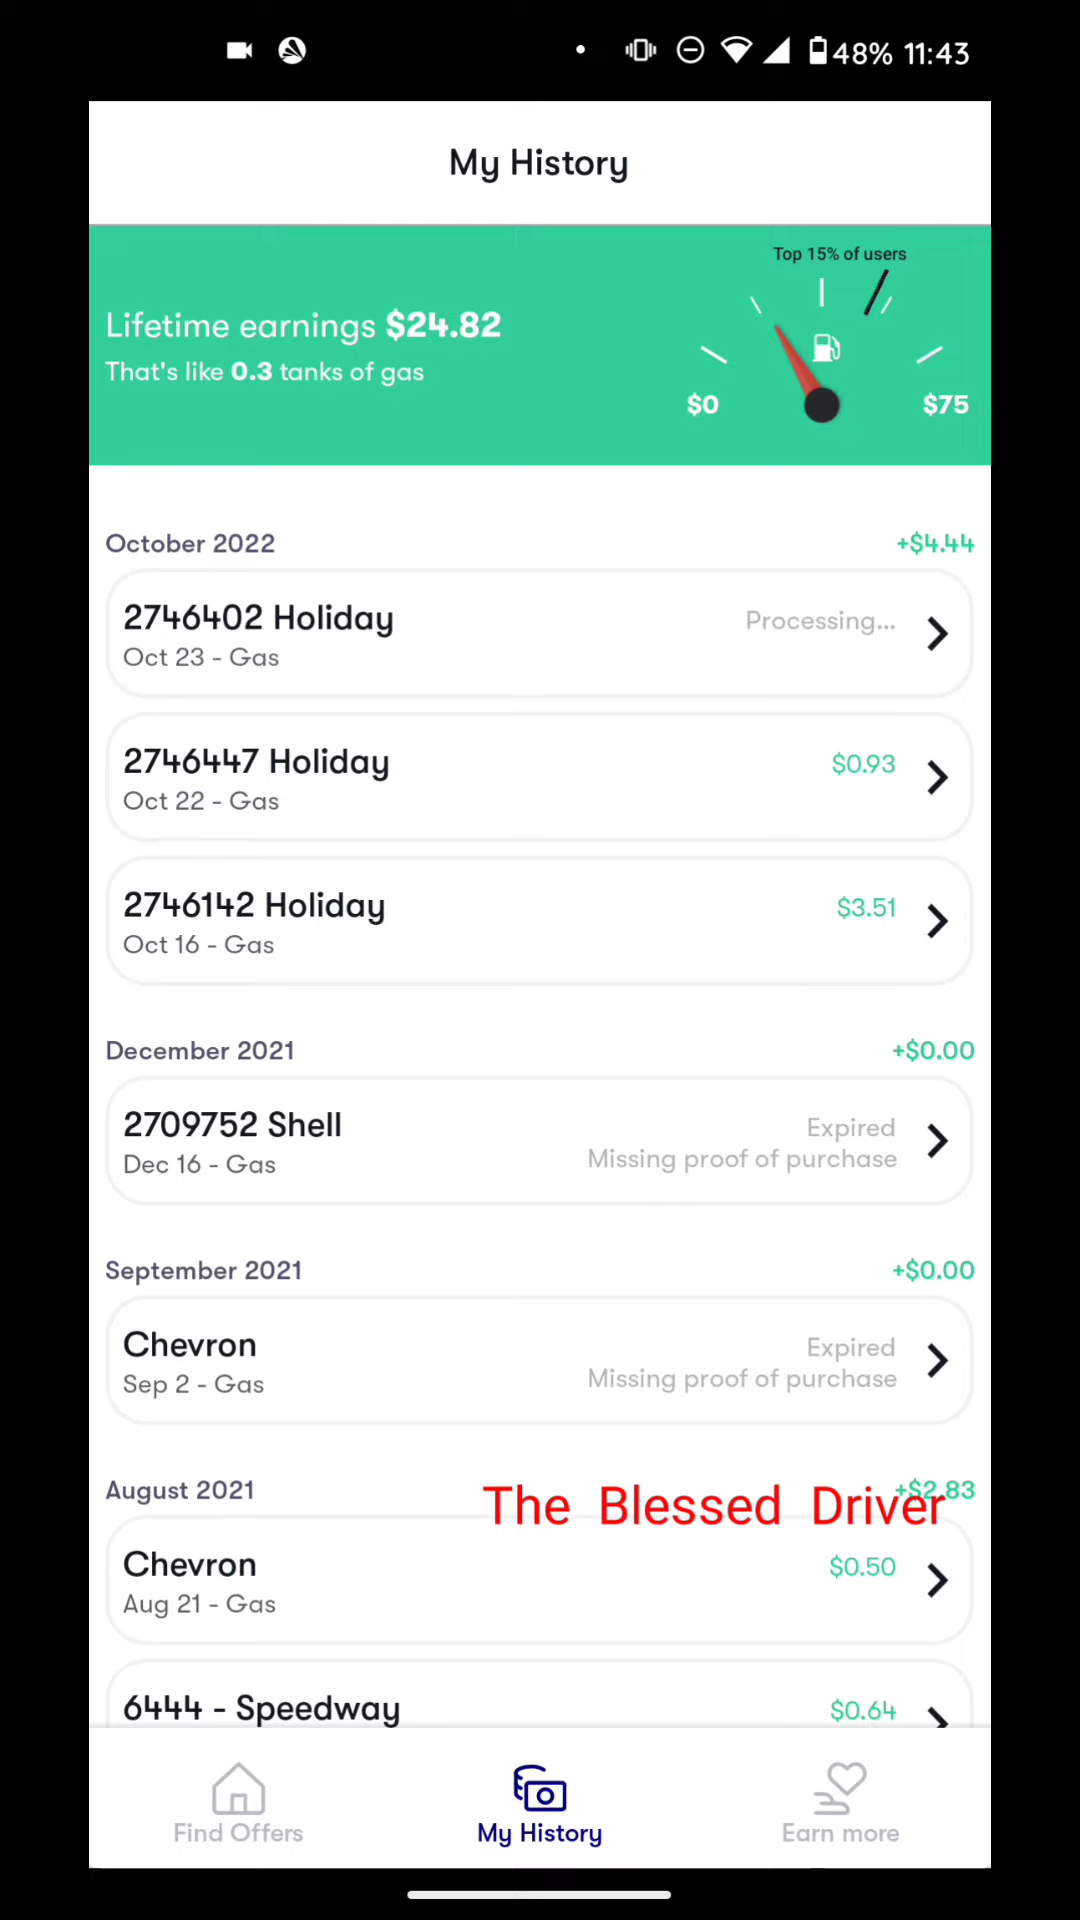 48% 11:43
My History
Top 15% of users
Lifetime earnings $24.82
That's like 0.3 tanks of gas
$0 $75
October 2022 +$4.44
2746402 Holiday Processing...
Oct 23 - Gas
2746447 Holiday $0.93
Oct 22 - Gas
2746142 Holiday $3.51
Oct 16 - Gas
December 2021 +$0.00
2709752 Shell Expired
Dec 16 - Gas Missing proof of purchase
September 2021 +$0.00
Chevron Expired
Sep 2 - Gas Missing proof of purchase
August 2021 +$2.83
The Blessed Driver
Chevron $0.50
Aug 21 - Gas
6444 - Speedway $0.64
Find Offers My History Earn more